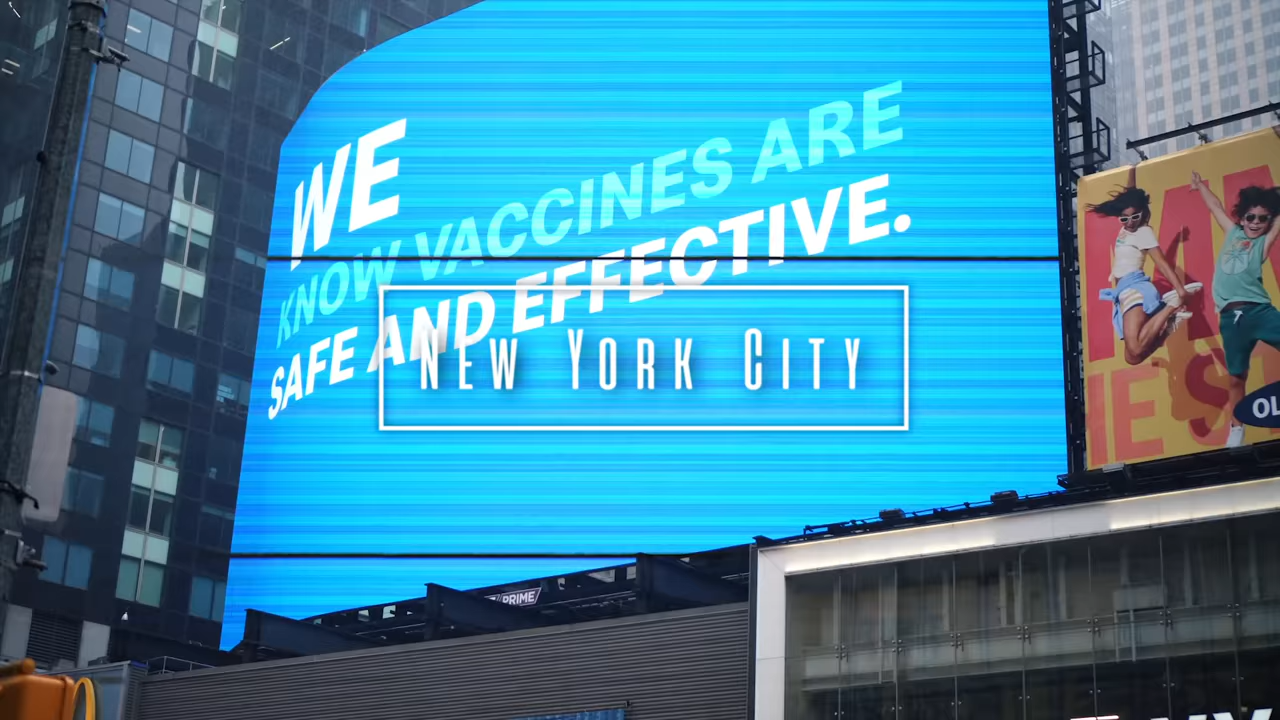 WE
KNOW VACCINES ARE
SAFE AND EFFECTIVE.
New York City
PRIME